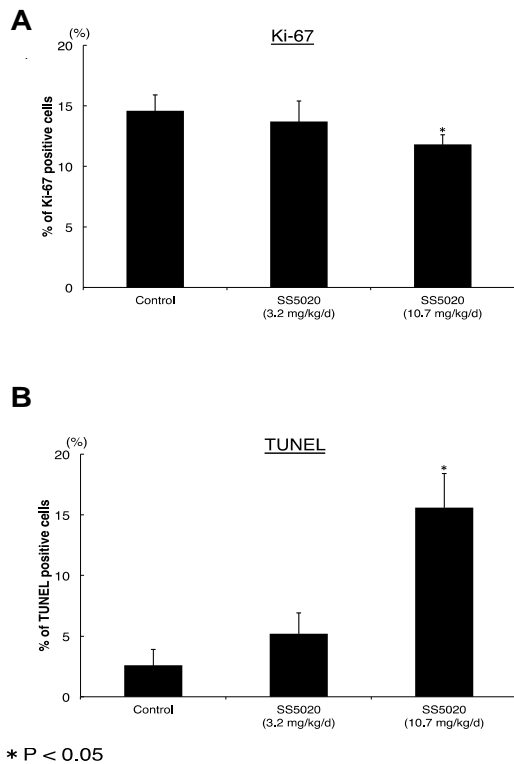 A
(%)
Ki-67
20
15
10
5
0
% of Ki-67 positive cells
*
Control
SS5020
(3.2 mg/kg/d)
SS5020
(10.7 mg/kg/d)
B
(%)
TUNEL
20
15
10
5
0
% of TUNEL positive cells
*
Control
SS5020
(3.2 mg/kg/d)
SS5020
(10.7 mg/kg/d)
* P < 0.05